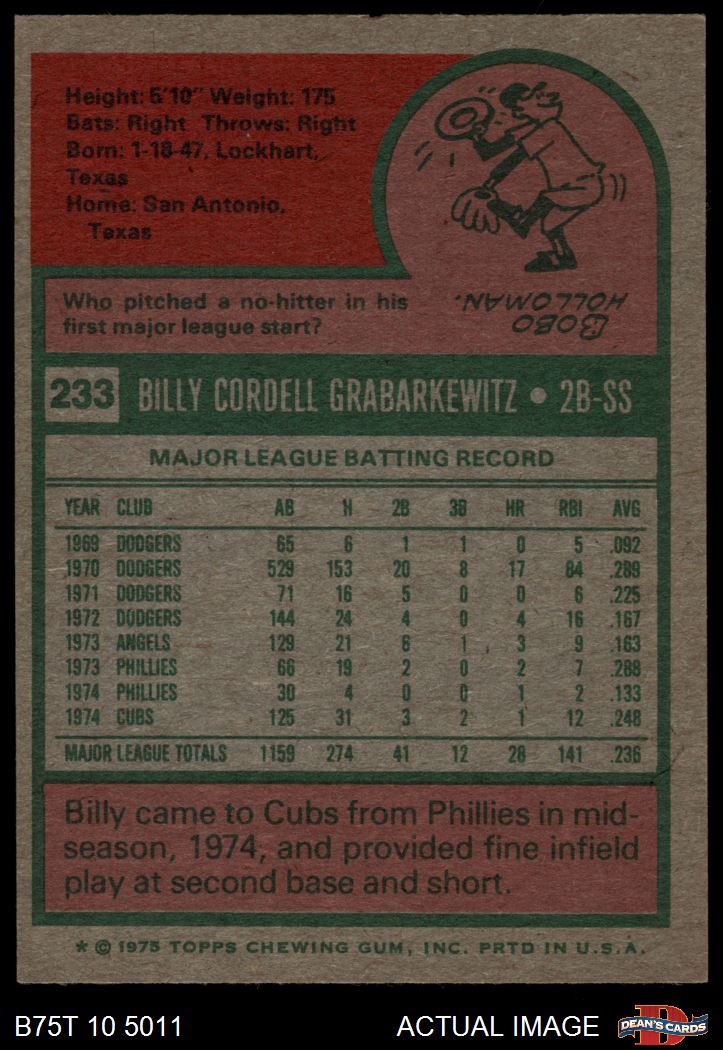 Height: 5'10" Weight: 175
Bats: Right Throws: Right
Born: 1-18-47, Lockhart,
Texas
Home: San Antonio,
Texas
Who pitched a no-hitter in his
first major league start?
BOBO
HOLLOMAN.
233 BILLY CORDELL GRABARKEWITZ • 2B-SS
MAJOR LEAGUE BATTING RECORD
YEAR CLUB AB H 2B 3B HR RBI AVG
1969 DODGERS 65 6 1 1 0 5 .092
1970 DODGERS 529 153 20 8 17 84 .289
1971 DODGERS 71 16 5 0 0 6 .225
1972 DODGERS 144 24 4 0 4 16 .167
1973 ANGELS 129 21 6 1 3 9 .163
1973 PHILLIES 66 19 2 0 2 7 .288
1974 PHILLIES 30 4 0 0 1 2 .133
1974 CUBS 125 31 3 2 1 12 .248
MAJOR LEAGUE TOTALS 1159 274 41 12 28 141 .236
Billy came to Cubs from Phillies in mid-
season, 1974, and provided fine infield
play at second base and short.
* © 1975 TOPPS CHEWING GUM, INC. PRTD IN U.S.A.
B75T 10 5011 ACTUAL IMAGE D DEAN'S CARDS